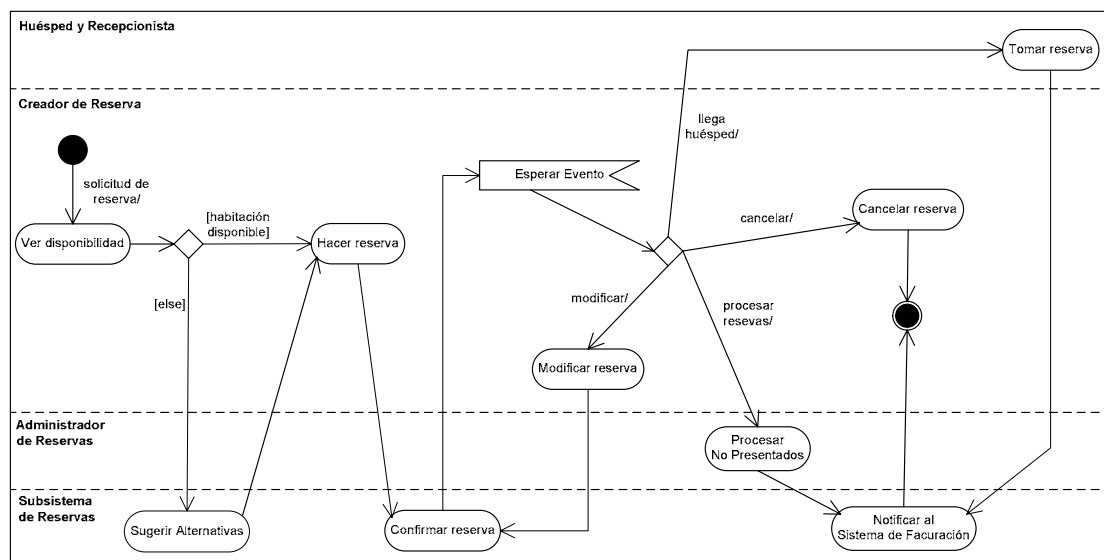 Huésped y Recepcionista
Tomar reserva
Creador de Reserva
llega
huésped/
Esperar Evento
solicitud de
reserva/
[habitación
disponible]
cancelar/
Cancelar reserva
Ver disponibilidad
Hacer reserva
[else]
modificar/
procesar
resevas/
Modificar reserva
Administrador
de Reservas
Procesar
No Presentados
Subsistema
de Reservas
Sugerir Alternativas
Confirmar reserva
Notificar al
Sistema de Facuración